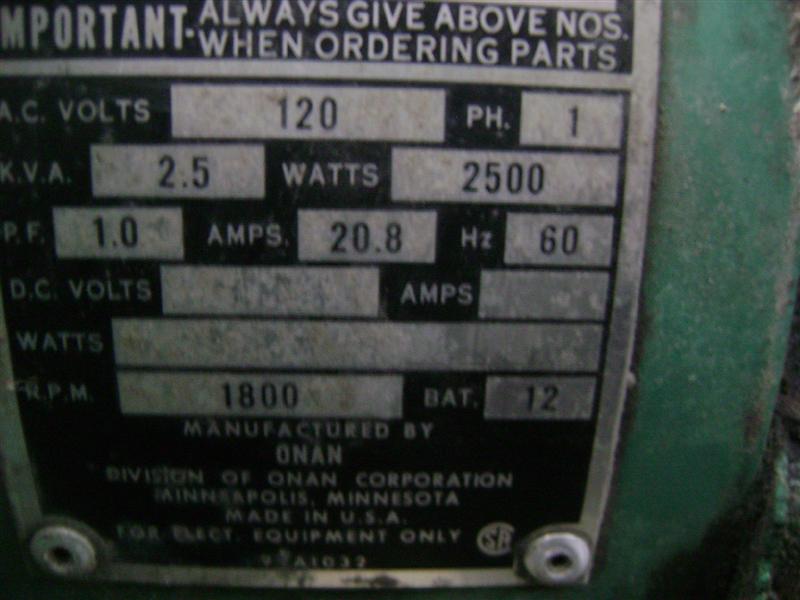 IMPORTANT- ALWAYS GIVE ABOVE NOS.
WHEN ORDERING PARTS
A.C. VOLTS 120 PH. 1
K.V.A. 2.5 WATTS 2500
P.F. 1.0 AMPS. 20.8 Hz 60
D.C. VOLTS AMPS
WATTS
R.P.M. 1800 BAT. 12
MANUFACTURED BY
ONAN
DIVISION OF ONAN CORPORATION
MINNEAPOLIS, MINNESOTA
MADE IN U.S.A.
FOR ELECT. EQUIPMENT ONLY